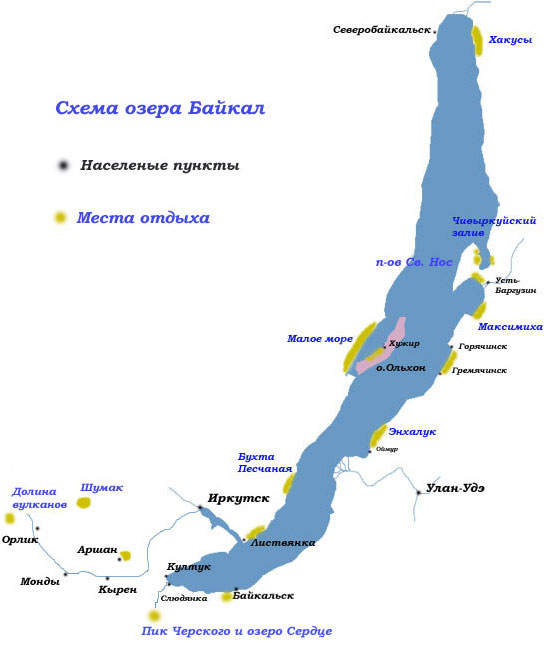 Северобайкальск
Хакусы
Схема озера Байкал
Населеные пункты
Места отдыха
Чивыркуйский
залив
п-ов Св. Нос
Усть-
Баргузин
Максимиха
Малое море
Хужир
Горячинск
о.Ольхон
Гремячинск
Энхалук
Оймур
Бухта
Песчаная
Улан-Удэ
Долина
вулканов
Шумак
Иркутск
Орлик
Аршан
Листвянка
Монды
Кырен
Култук
Слюдянка
Байкальск
Пик Черского и озеро Сердце